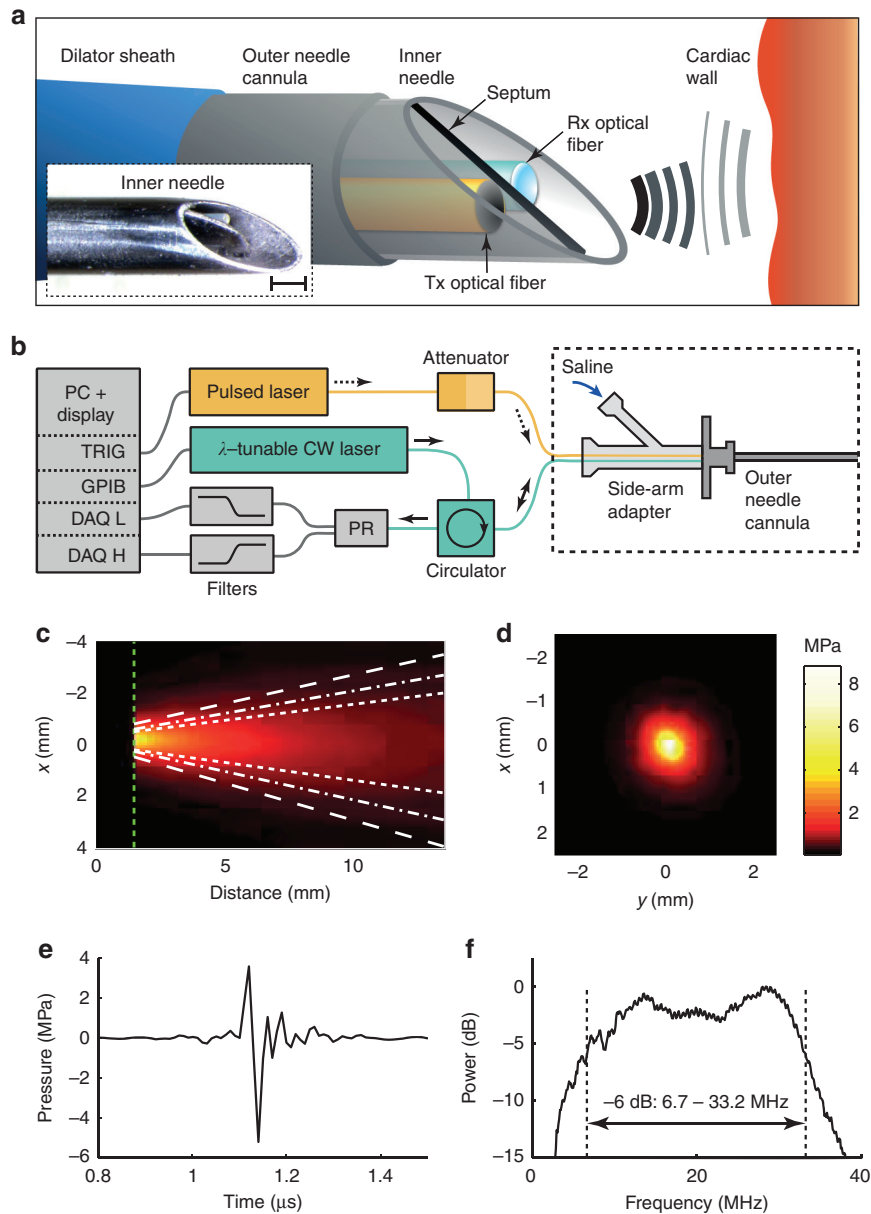 a
Dilator sheath
Outer needle
cannula
Inner
needle
Cardiac
wall
Septum
Rx optical
fiber
Inner needle
Tx optical fiber
b
PC +
display
TRIG
GPIB
DAQ L
DAQ H
Pulsed laser
Attenuator
λ–tunable CW laser
PR
Circulator
Filters
Saline
Side-arm
adapter
Outer
needle
cannula
c
x (mm)
–4
–2
0
2
4
0
5
10
Distance (mm)
d
x (mm)
–2
–1
0
1
2
–2
0
2
y (mm)
MPa
8
6
4
2
e
Pressure (MPa)
4
2
0
–2
–4
–6
0.8
1
1.2
1.4
Time (μs)
f
Power (dB)
0
–5
–10
–15
–6 dB: 6.7 – 33.2 MHz
0
20
40
Frequency (MHz)